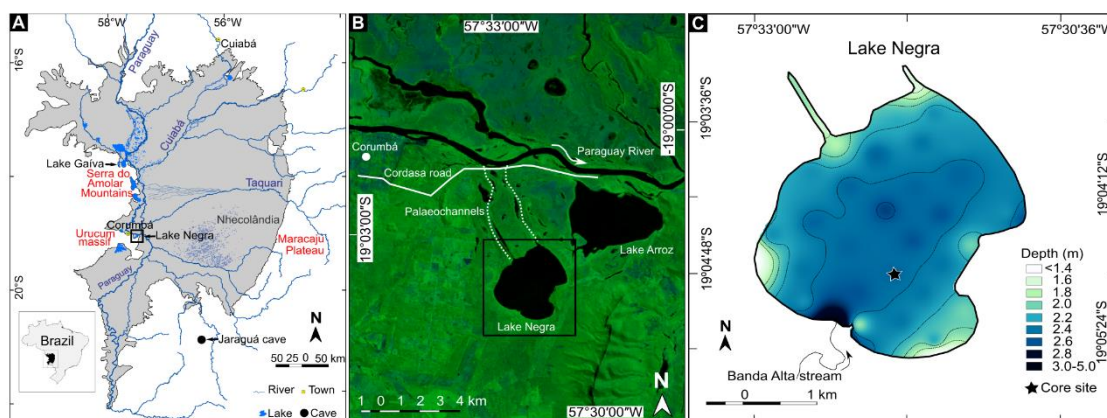 A
58°W
56°W
Cuiabá
Paraguay
16°S
Cuiabá
Lake Gaíva
Serra do
Amolar
Mountains
Taquari
Corumbá
Nhecolândia
Urucum
massif
Lake Negra
Maracaju
Plateau
Paraguay
20°S
N
Brazil
Jaraguá cave
50 25 0 50 km
River
Town
Lake
Cave
B
57°33'00"W
-19°00'00"S
Corumbá
Paraguay River
Cordasa road
Palaeochannels
19°03'00"S
Lake Arroz
Lake Negra
N
1 0 1 2 3 4 km
57°30'00"W
C
57°33'00"W
57°30'36"W
Lake Negra
19°03'36"S
19°04'12"S
19°04'48"S
19°05'24"S
Depth (m)
<1.4
1.6
1.8
2.0
2.2
2.4
2.6
2.8
3.0-5.0
Core site
N
Banda Alta stream
0 1 km